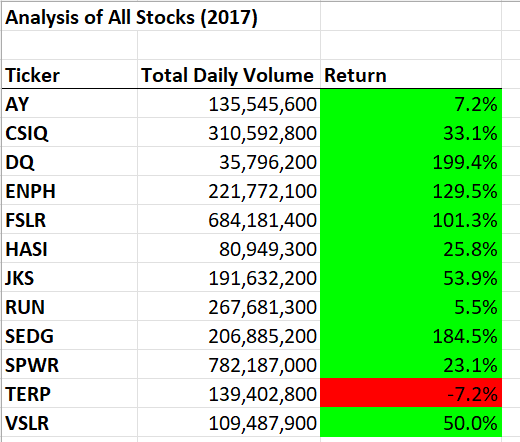 Analysis of All Stocks (2017)
Ticker Total Daily Volume Return
AY 135,545,600 7.2%
CSIQ 310,592,800 33.1%
DQ 35,796,200 199.4%
ENPH 221,772,100 129.5%
FSLR 684,181,400 101.3%
HASI 80,949,300 25.8%
JKS 191,632,200 53.9%
RUN 267,681,300 5.5%
SEDG 206,885,200 184.5%
SPWR 782,187,000 23.1%
TERP 139,402,800 -7.2%
VSLR 109,487,900 50.0%